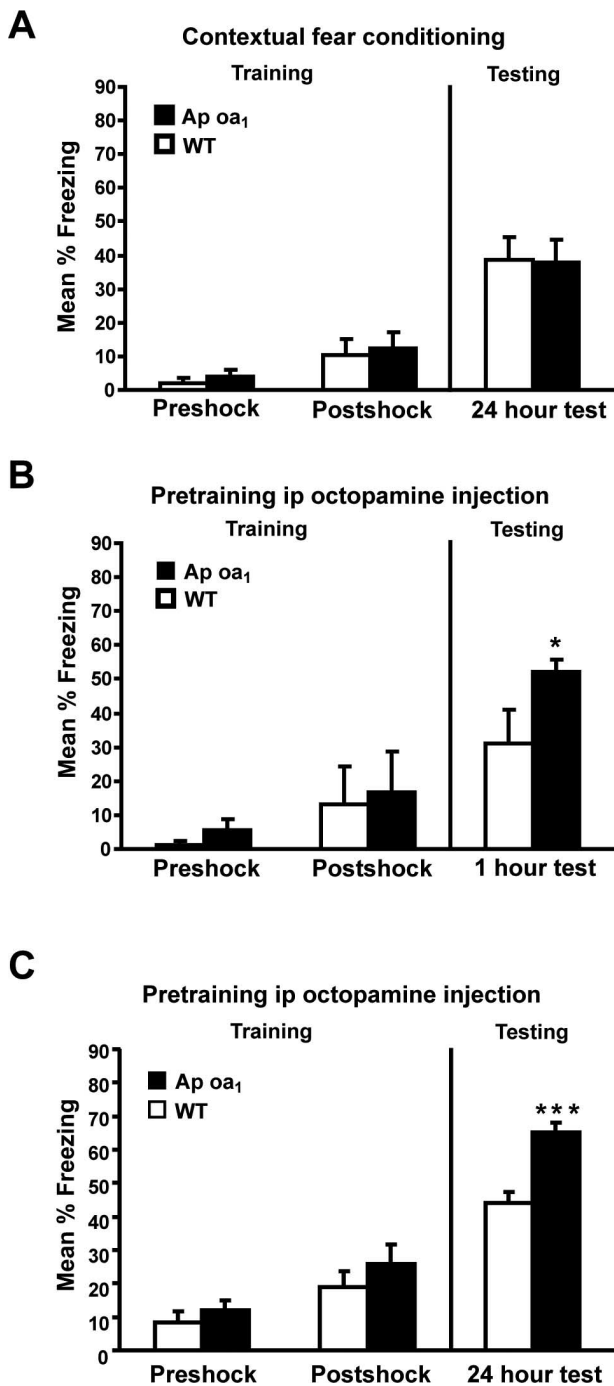 A
Contextual fear conditioning
Training Testing
Mean % Freezing
90
80
70
60
50
40
30
20
10
0
Ap oa₁
WT
Preshock Postshock 24 hour test
B
Pretraining ip octopamine injection
Training Testing
Mean % Freezing
90
80
70
60
50
40
30
20
10
0
Ap oa₁
WT
*
Preshock Postshock 1 hour test
C
Pretraining ip octopamine injection
Training Testing
Mean % Freezing
90
80
70
60
50
40
30
20
10
0
Ap oa₁
WT
***
Preshock Postshock 24 hour test